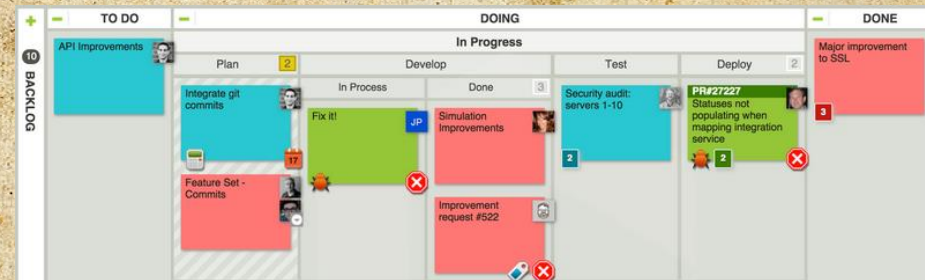 TO DO
DOING
DONE
10
BACKLOG
In Progress
Plan
2
Develop
Test
Deploy
2
In Process
Done
3
API Improvements
Integrate git
commits
17
Feature Set -
Commits
Fix it!
JP
Simulation
Improvements
Improvement
request #522
Security audit:
servers 1-10
2
PR#27227
Statuses not
populating when
mapping integration
service
2
Major improvement
to SSL
3